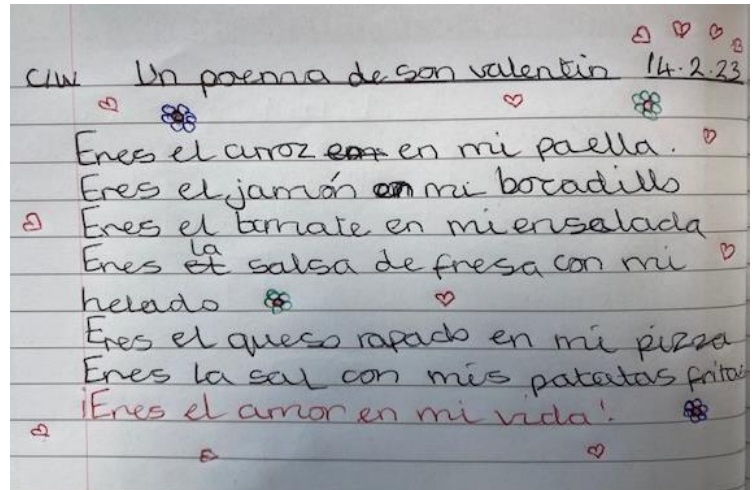 C/W Un poema de san valentin 14.2.23
Eres el arroz en mi paella.
Eres el jamón en mi bocadillo
Eres el tomate en mi ensalada
Eres la salsa de fresa con mi
helado
Eres el queso rapado en mi pizza
Eres la sal con mis patatas fritas
¡Eres el amor en mi vida!